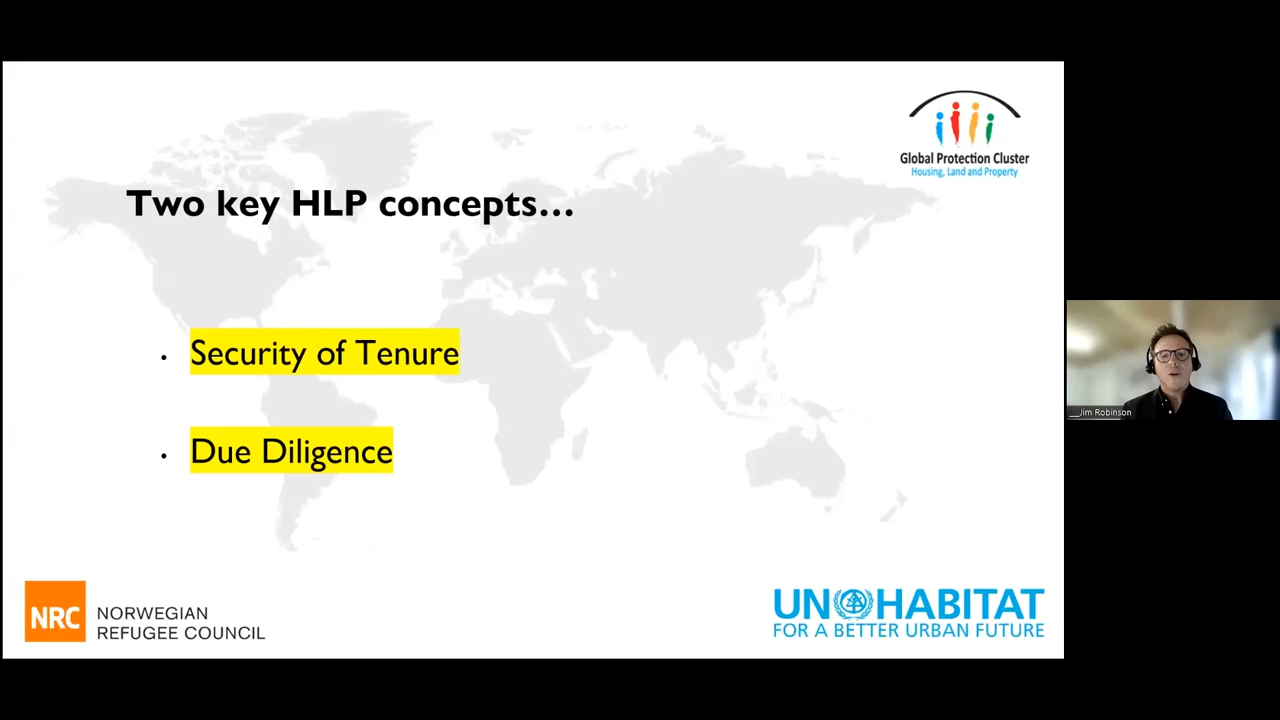 Global Protection Cluster
Housing, Land and Property
Two key HLP concepts…
• Security of Tenure
• Due Diligence
NRC
NORWEGIAN
REFUGEE COUNCIL
UN HABITAT
FOR A BETTER URBAN FUTURE
__Jim Robinson